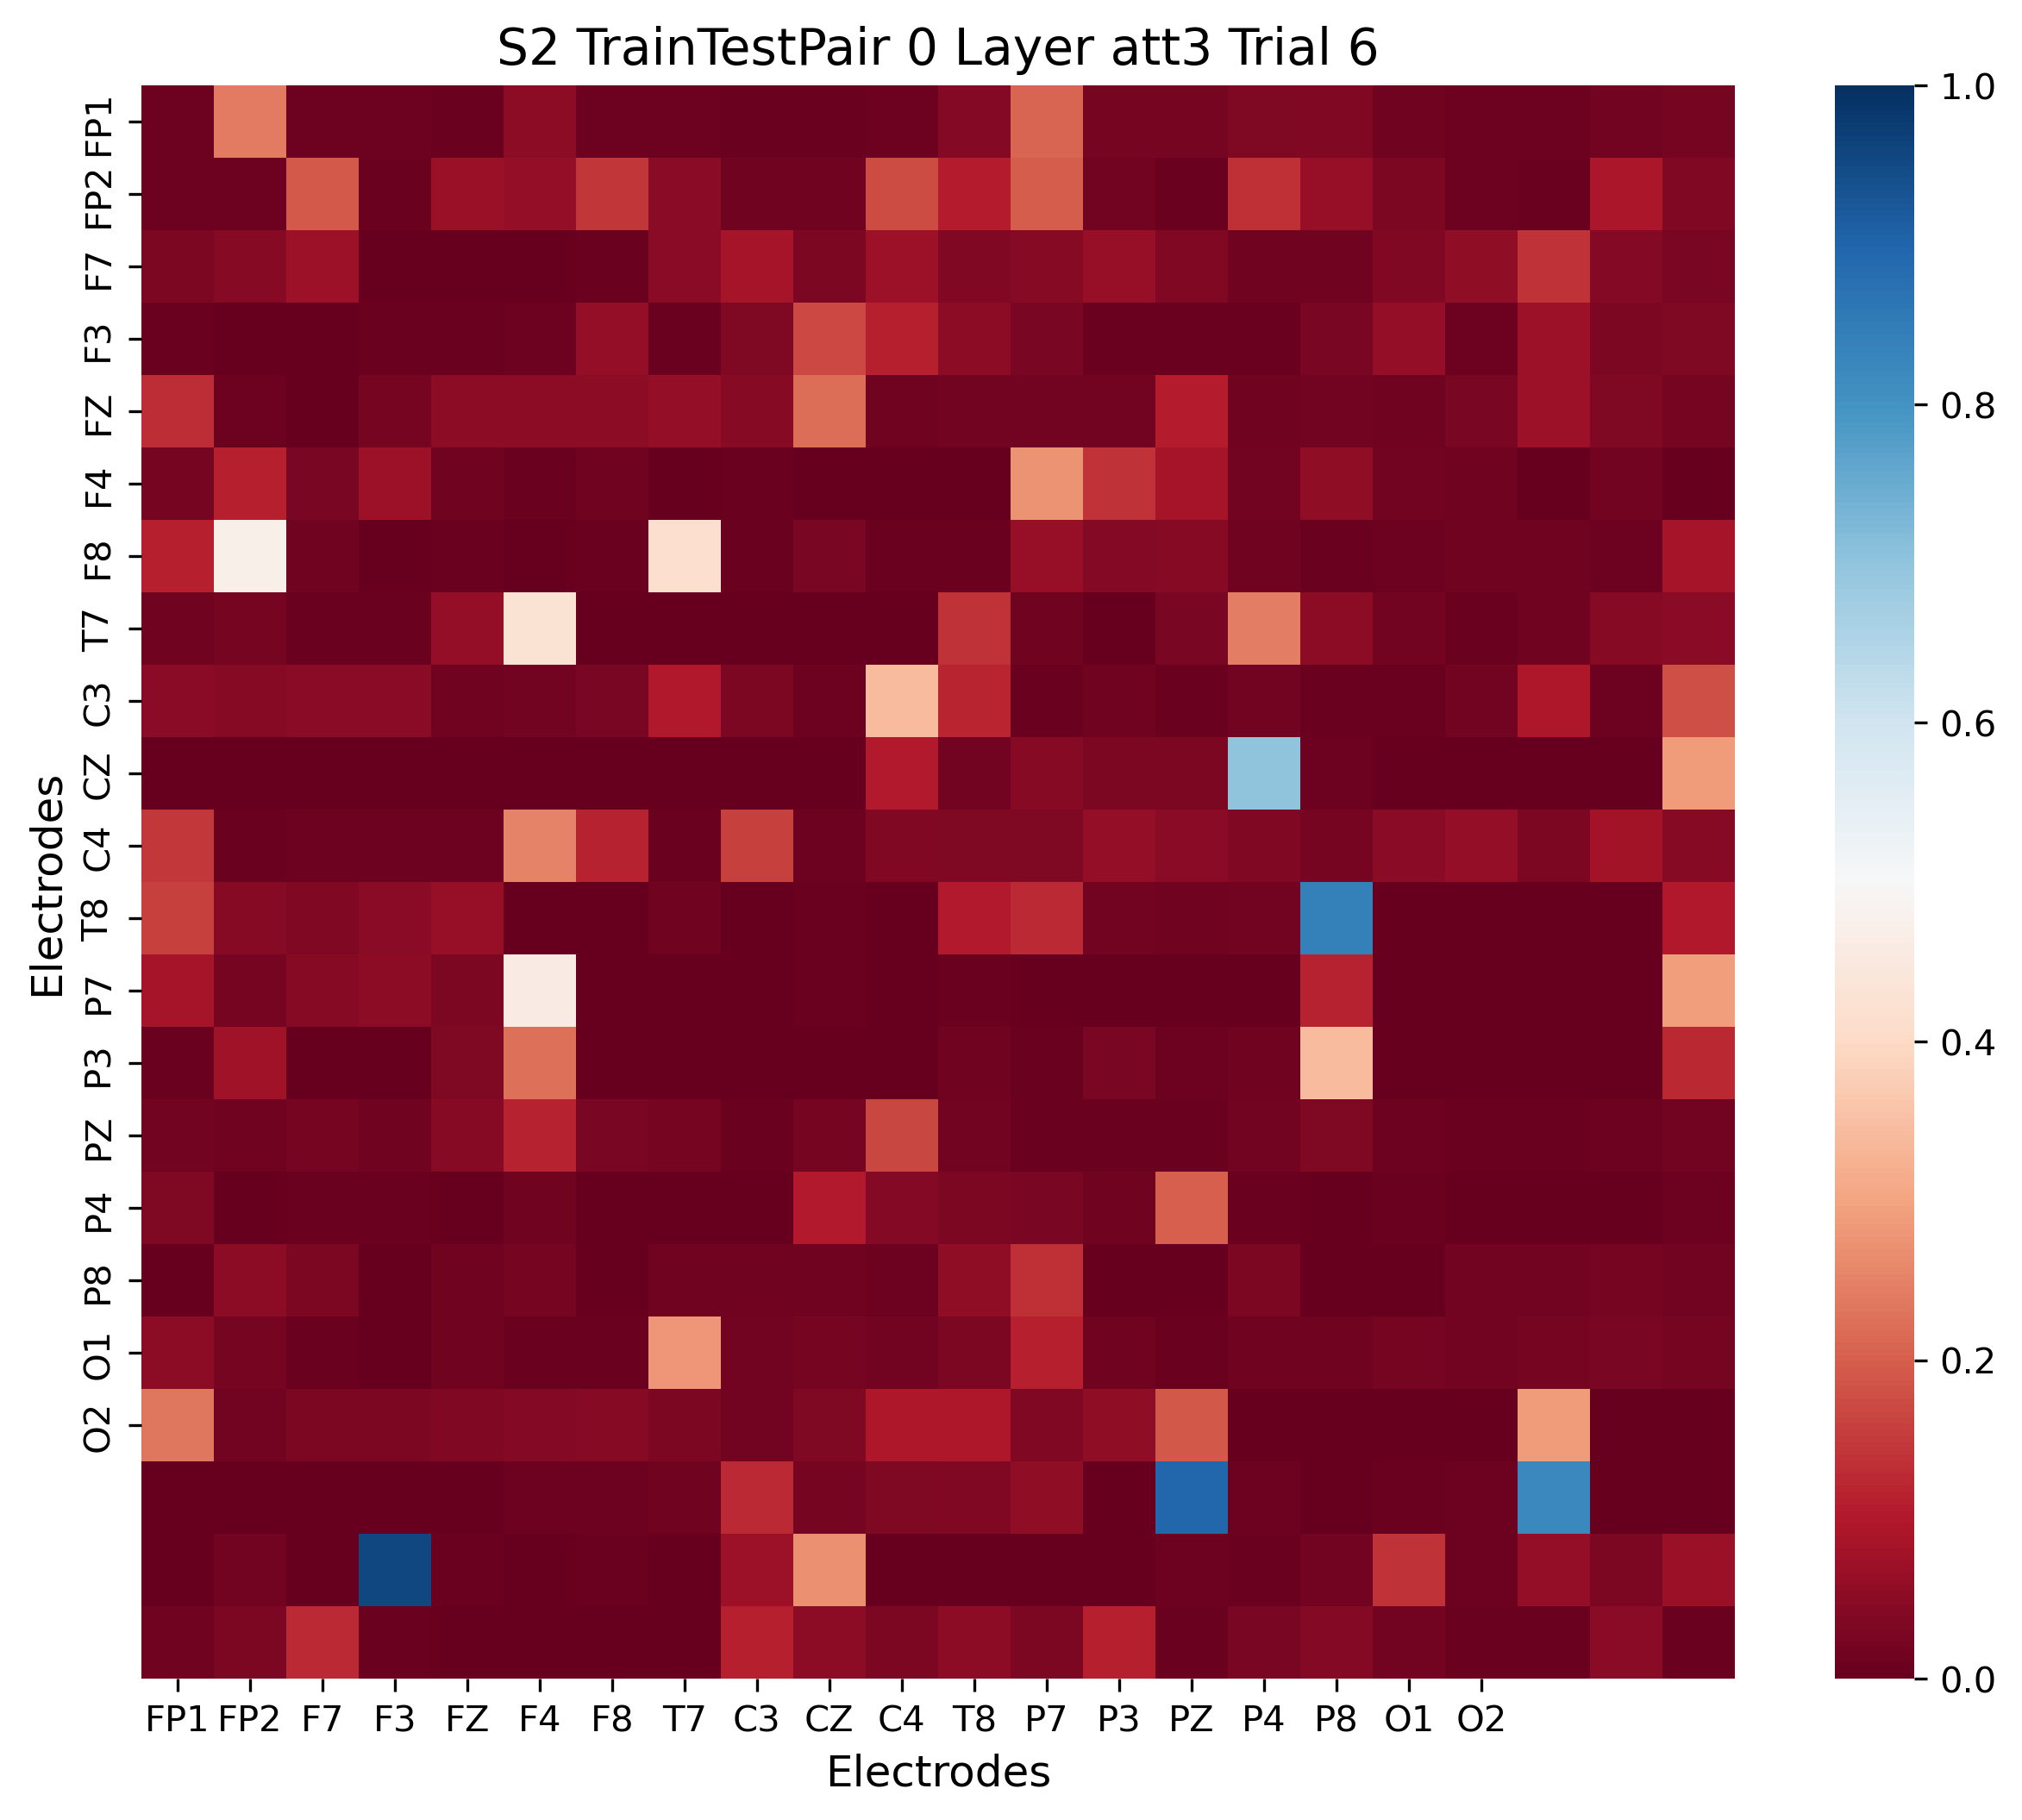 S2 TrainTestPair 0 Layer att3 Trial 6
Electrodes
FP1
FP2
F7
F3
FZ
F4
F8
T7
C3
CZ
C4
T8
P7
P3
PZ
P4
P8
O1
O2
FP1 FP2 F7 F3 FZ F4 F8 T7 C3 CZ C4 T8 P7 P3 PZ P4 P8 O1 O2
Electrodes
1.0
0.8
0.6
0.4
0.2
0.0